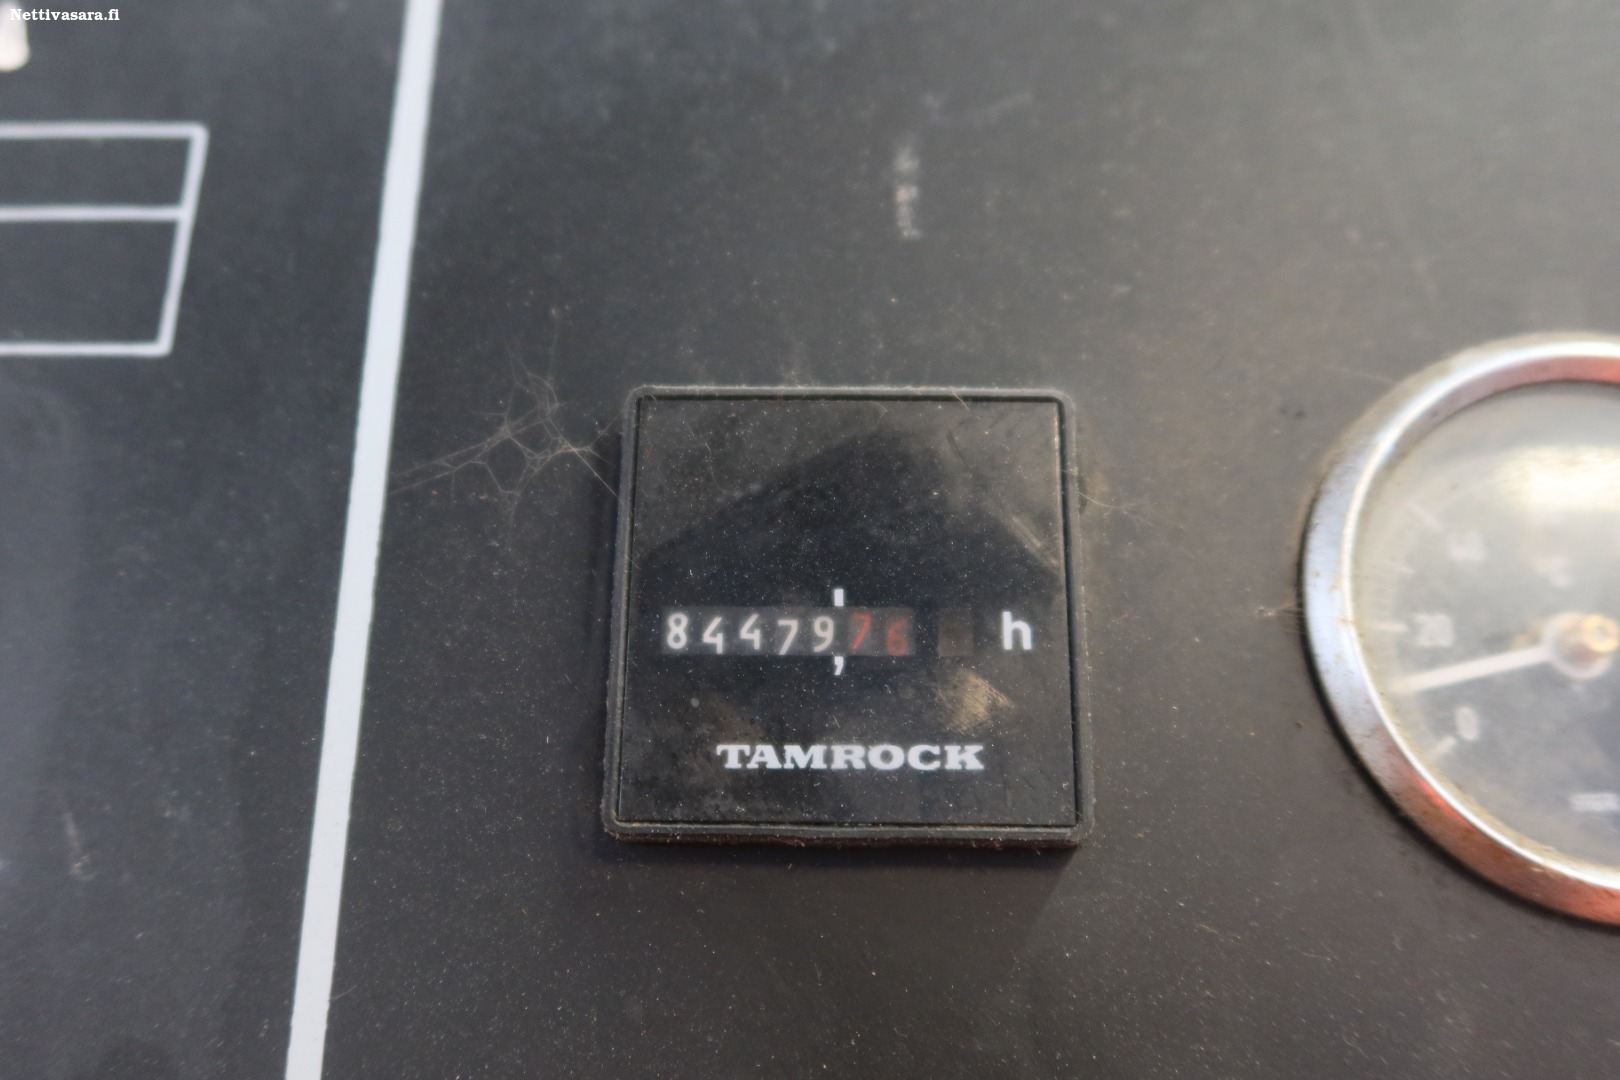 Nettivasara.fi
84479,76 h
TAMROCK
20
0